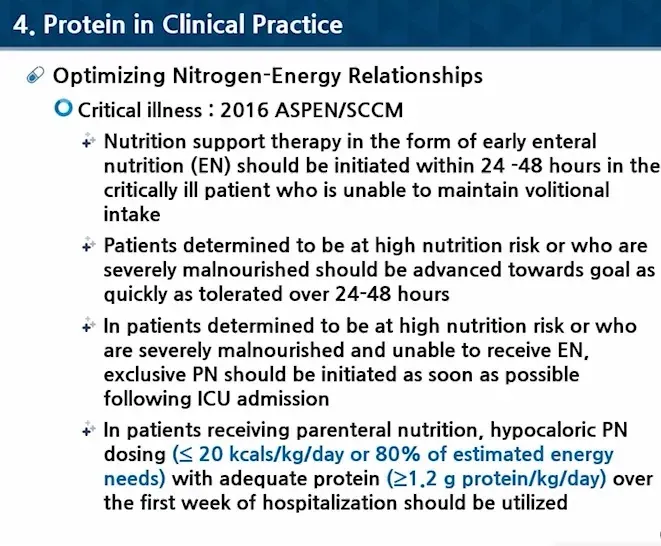 4. Protein in Clinical Practice
Optimizing Nitrogen-Energy Relationships
Critical illness : 2016 ASPEN/SCCM
Nutrition support therapy in the form of early enteral
nutrition (EN) should be initiated within 24 -48 hours in the
critically ill patient who is unable to maintain volitional
intake
Patients determined to be at high nutrition risk or who are
severely malnourished should be advanced towards goal as
quickly as tolerated over 24-48 hours
In patients determined to be at high nutrition risk or who
are severely malnourished and unable to receive EN,
exclusive PN should be initiated as soon as possible
following ICU admission
In patients receiving parenteral nutrition, hypocaloric PN
dosing (≤ 20 kcals/kg/day or 80% of estimated energy
needs) with adequate protein (≥1.2 g protein/kg/day) over
the first week of hospitalization should be utilized